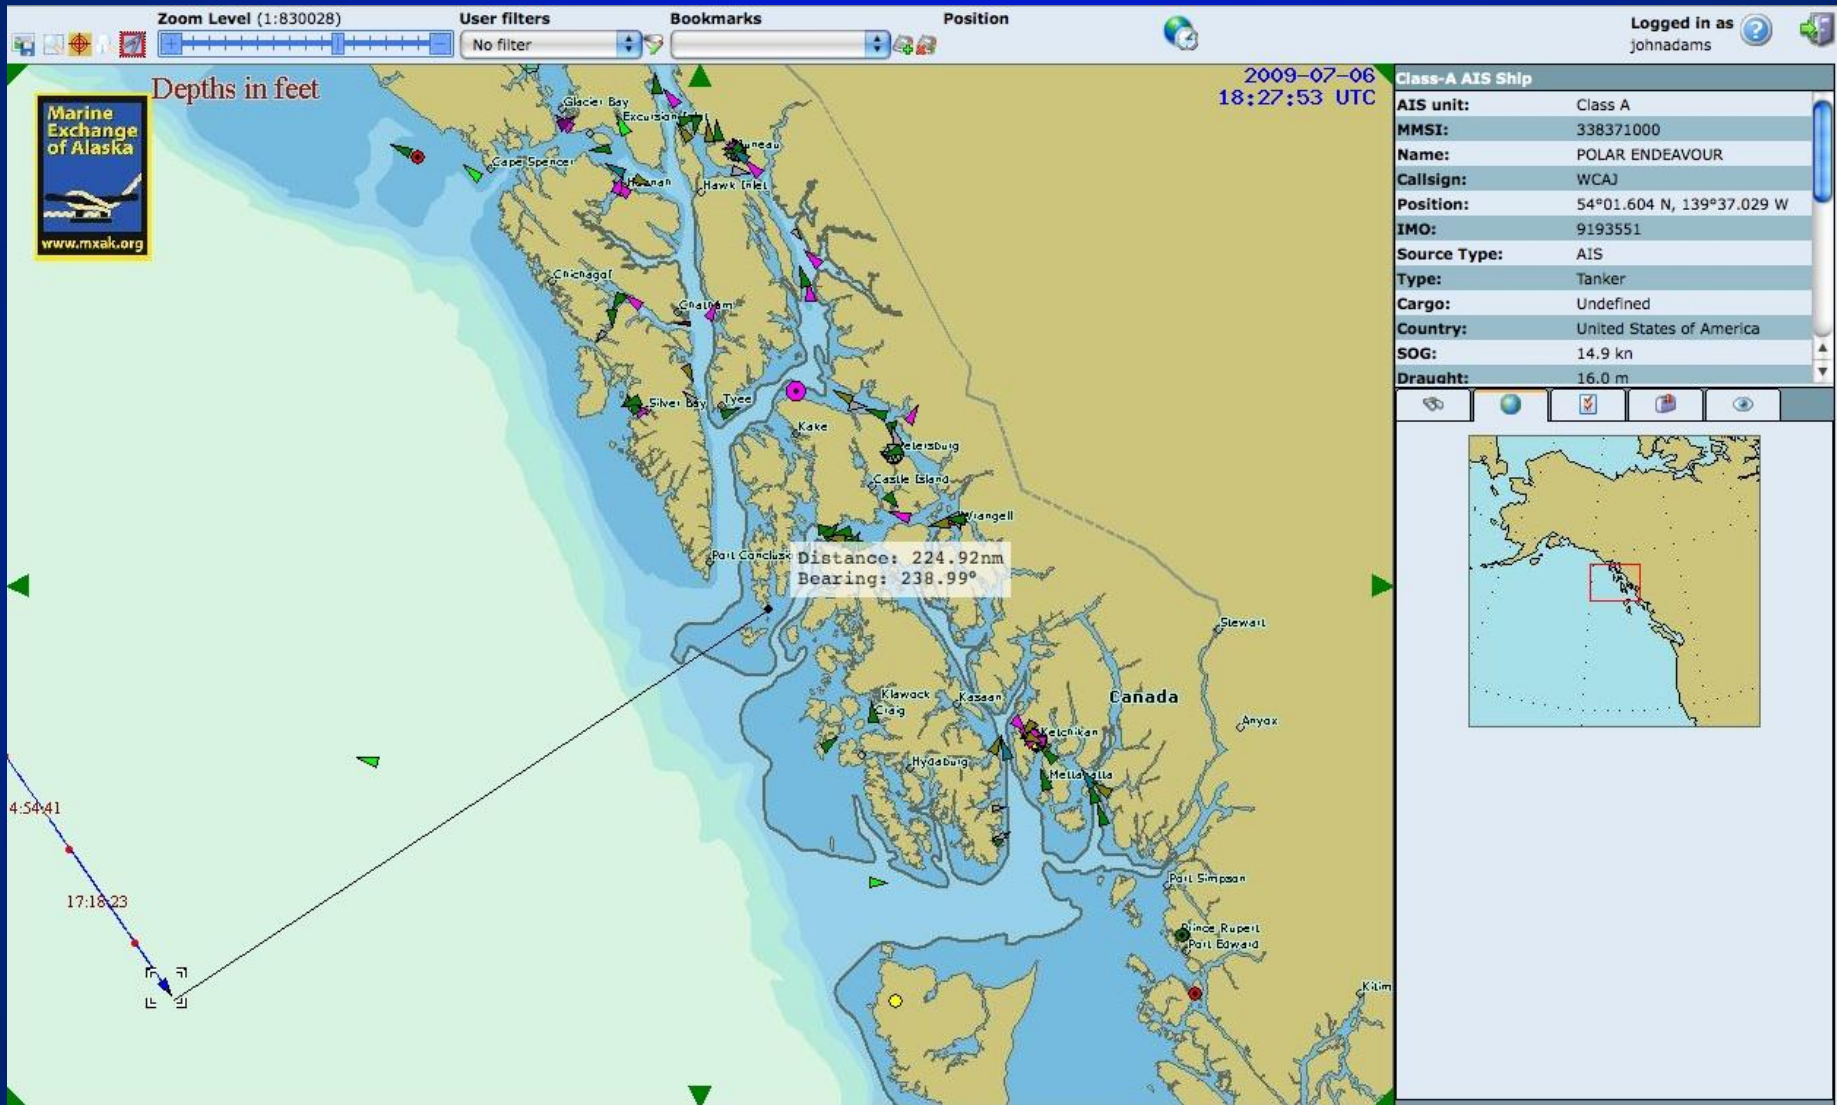 Zoom Level (1:830028)
User filters
Bookmarks
Position
No filter
Logged in as
johnadams
Depths in feet
2009-07-06
18:27:53 UTC
Marine
Exchange
of Alaska
www.mxak.org
Glacier Bay
Cape Spencer
Hawk Inlet
Chichagof
Chatham
Silver Bay
Tyee
Kake
Petersburg
Castle Island
Wrangell
Port Conclus
Distance: 224.92nm
Bearing: 238.99°
Stewart
Klawock
Craig
Kasaan
Canada
Anyox
Ketchikan
Hydaburg
Metlakatla
4:54:41
17:18:23
Port Simpson
Prince Rupert
Port Edward
Kitim
Class-A AIS Ship
AIS unit: Class A
MMSI: 338371000
Name: POLAR ENDEAVOUR
Callsign: WCAJ
Position: 54°01.604 N, 139°37.029 W
IMO: 9193551
Source Type: AIS
Type: Tanker
Cargo: Undefined
Country: United States of America
SOG: 14.9 kn
Draught: 16.0 m